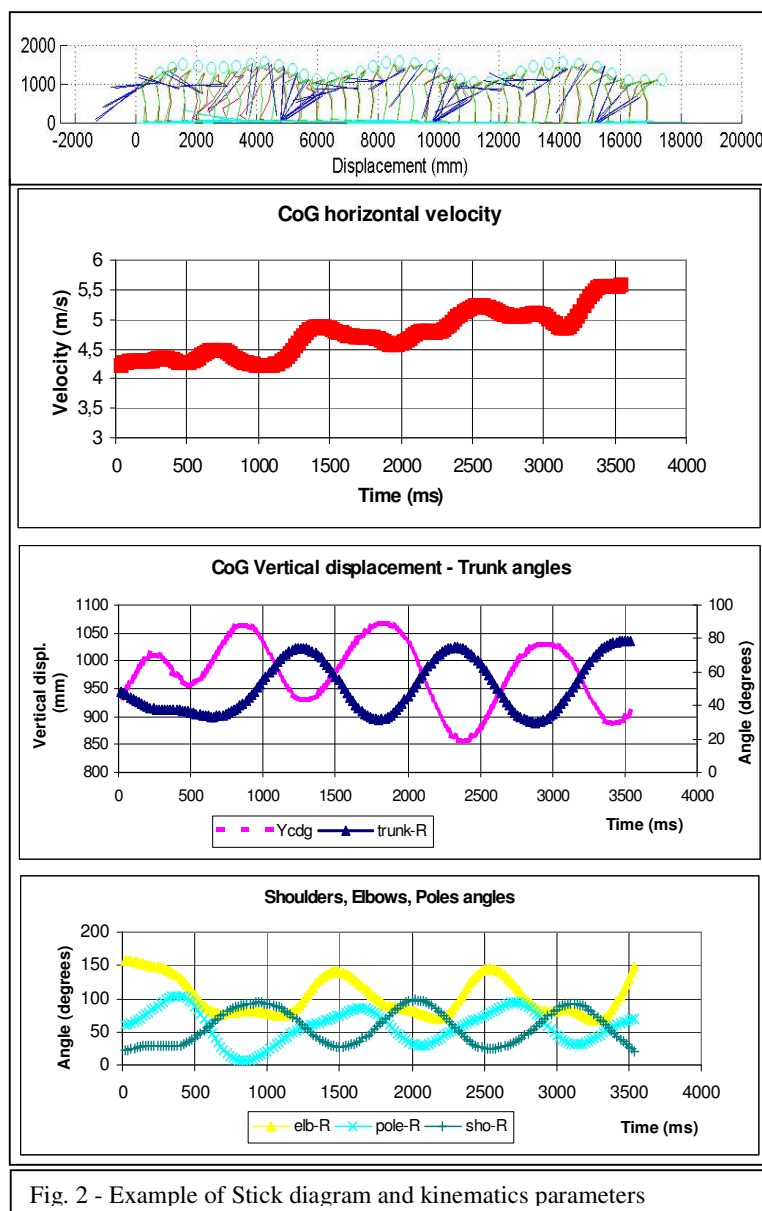 2000
1000
0
-2000 0 2000 4000 6000 8000 10000 12000 14000 16000 18000 20000
Displacement (mm)
CoG horizontal velocity
6
5,5
5
4,5
4
3,5
3
Velocity (m/s)
0 500 1000 1500 2000 2500 3000 3500 4000
Time (ms)
CoG Vertical displacement - Trunk angles
1100
1050
1000
950
900
850
800
Vertical displ.
(mm)
100
80
60
40
20
0
Angle (degrees)
0 500 1000 1500 2000 2500 3000 3500 4000
Ycdg trunk-R Time (ms)
Shoulders, Elbows, Poles angles
200
150
100
50
0
Angle (degrees)
0 500 1000 1500 2000 2500 3000 3500 4000
elb-R pole-R sho-R Time (ms)
Fig. 2 - Example of Stick diagram and kinematics parameters